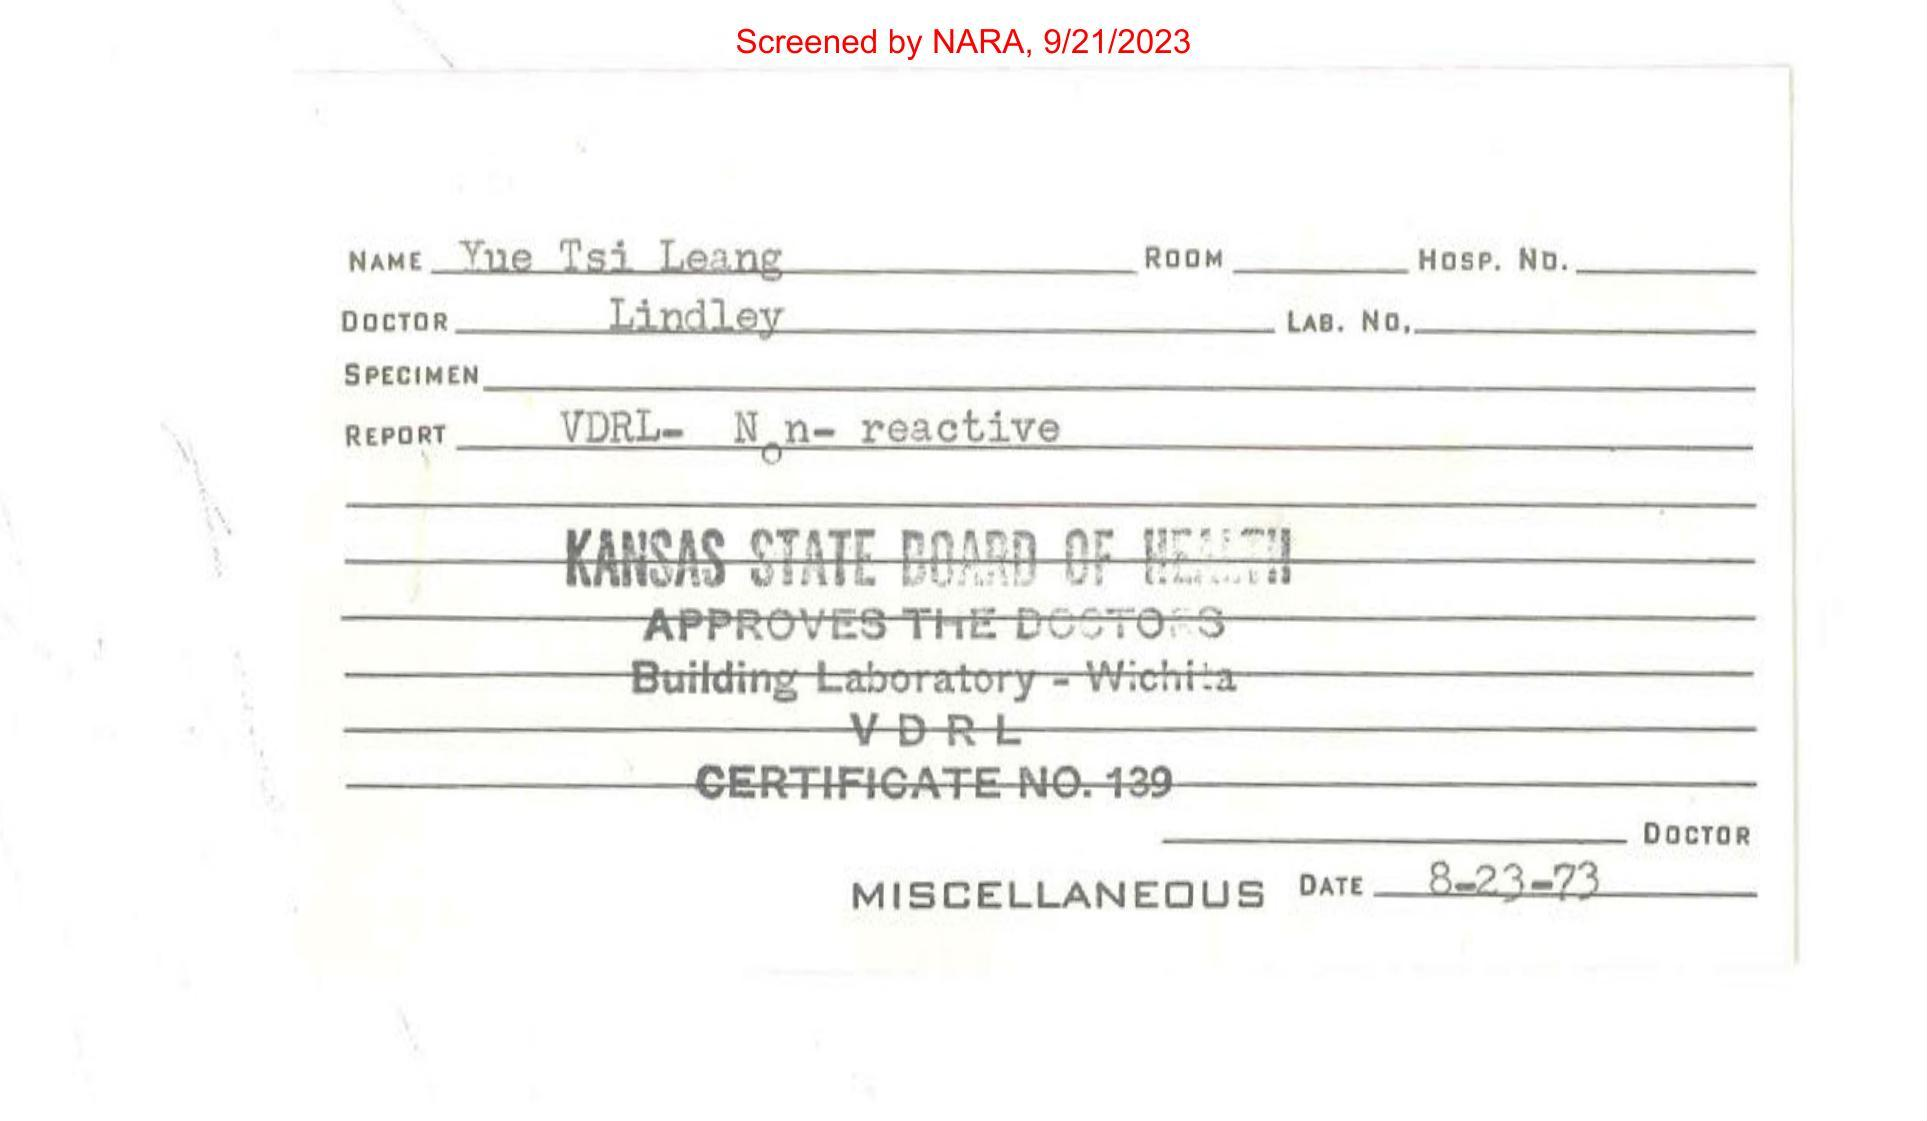 Screened by NARA, 9/21/2023
NAME Yue Tsi Leang ROOM HOSP. NO.
DOCTOR Lindley LAB. NO.
SPECIMEN
REPORT VDRL- Non- reactive
KANSAS STATE BOARD OF HEALTH
APPROVES THE DOCTORS
Building Laboratory - Wichita
V D R L
CERTIFICATE NO. 139
DOCTOR
MISCELLANEOUS DATE 8-23-73